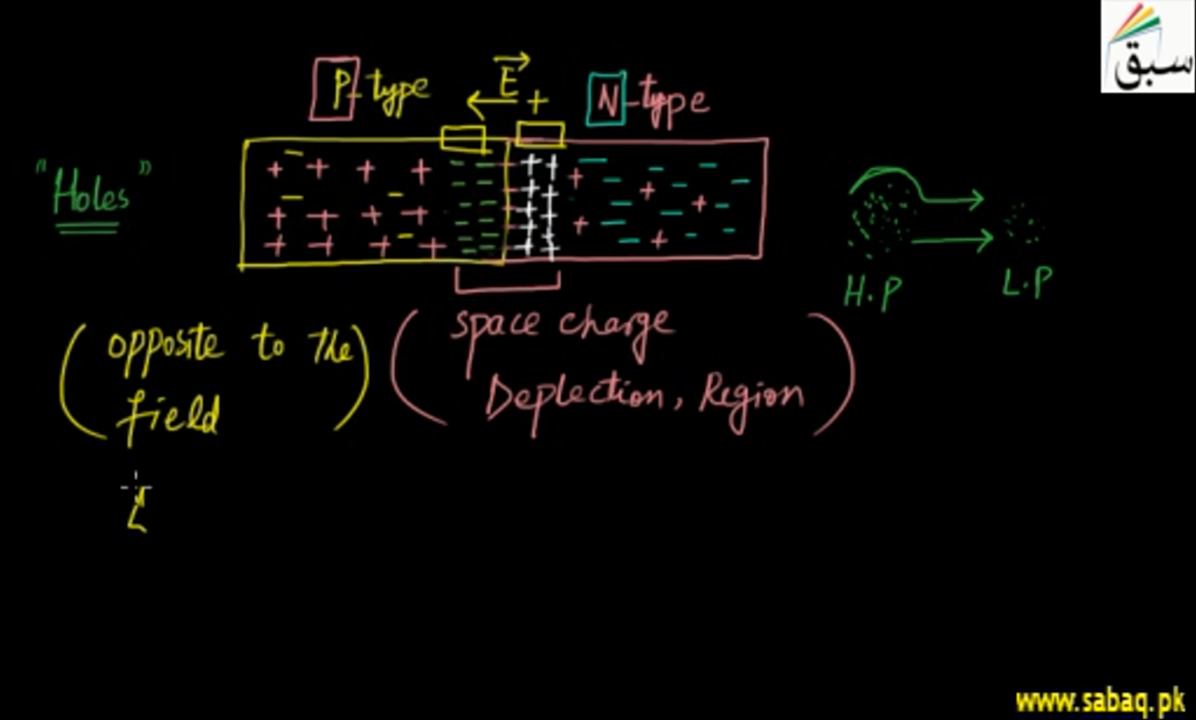 سبق
P-type
E
+
N-type
"Holes"
H.P
L.P
(opposite to the
field)
(space charge
Deplection, Region)
www.sabaq.pk